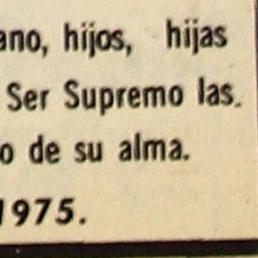 ano, hijos, hijas
Ser Supremo las.
o de su alma.
1975.